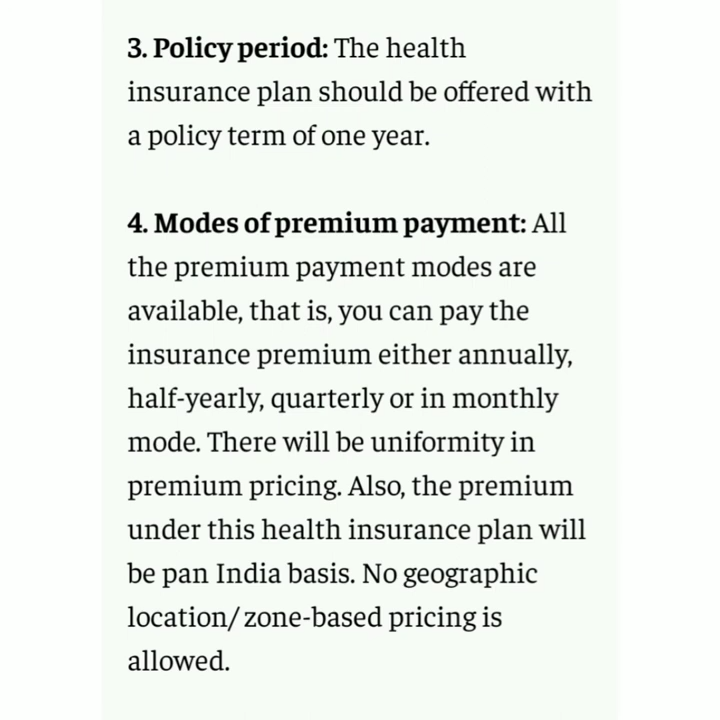 3. Policy period: The health
insurance plan should be offered with
a policy term of one year.
4. Modes of premium payment: All
the premium payment modes are
available, that is, you can pay the
insurance premium either annually,
half-yearly, quarterly or in monthly
mode. There will be uniformity in
premium pricing. Also, the premium
under this health insurance plan will
be pan India basis. No geographic
location/ zone-based pricing is
allowed.